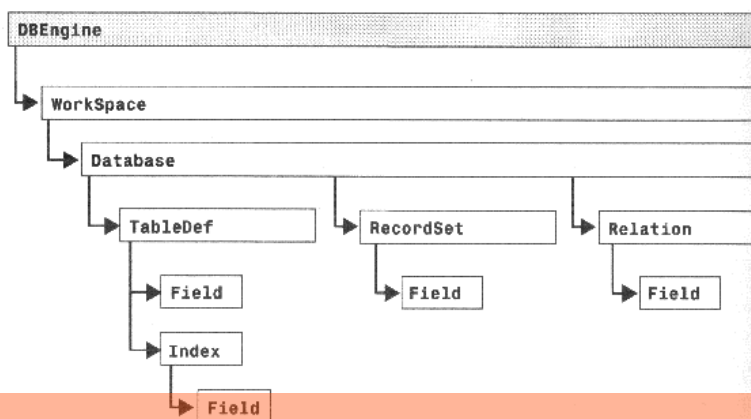 DBEngine
WorkSpace
Database
TableDef
RecordSet
Relation
Field
Field
Field
Index
Field